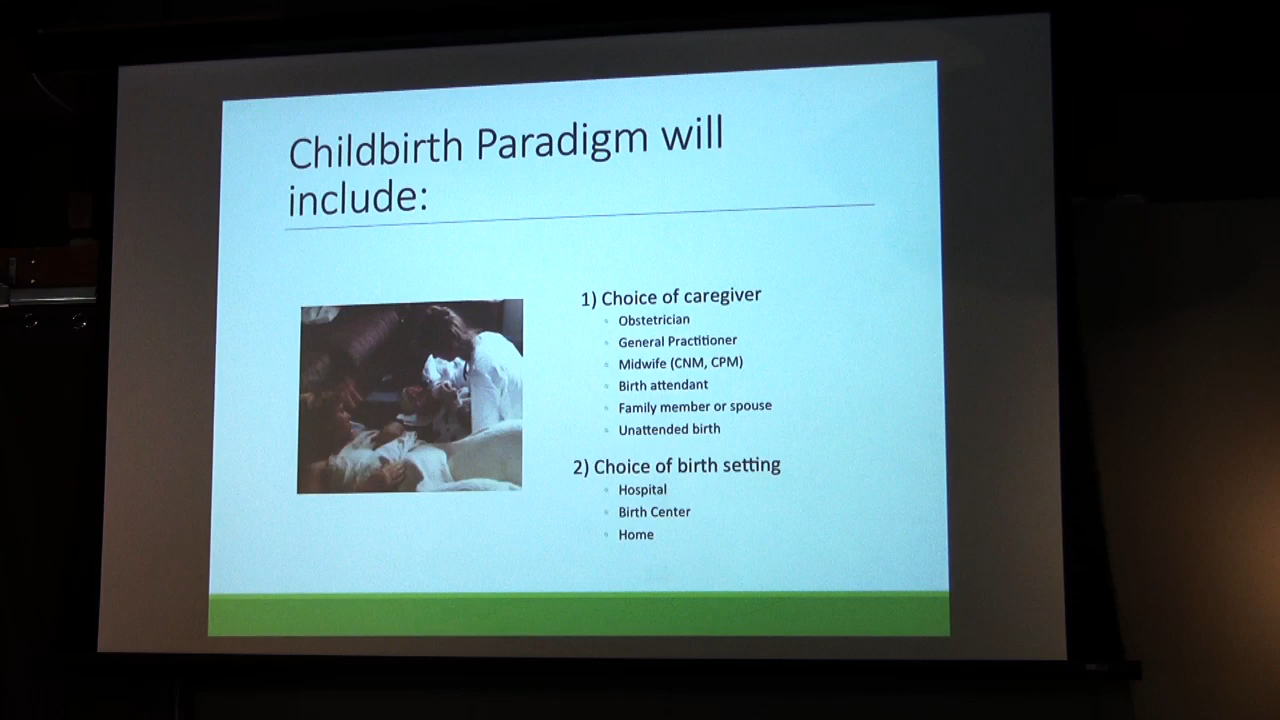 Childbirth Paradigm will
include:
1) Choice of caregiver
Obstetrician
General Practitioner
Midwife (CNM, CPM)
Birth attendant
Family member or spouse
Unattended birth
2) Choice of birth setting
Hospital
Birth Center
Home